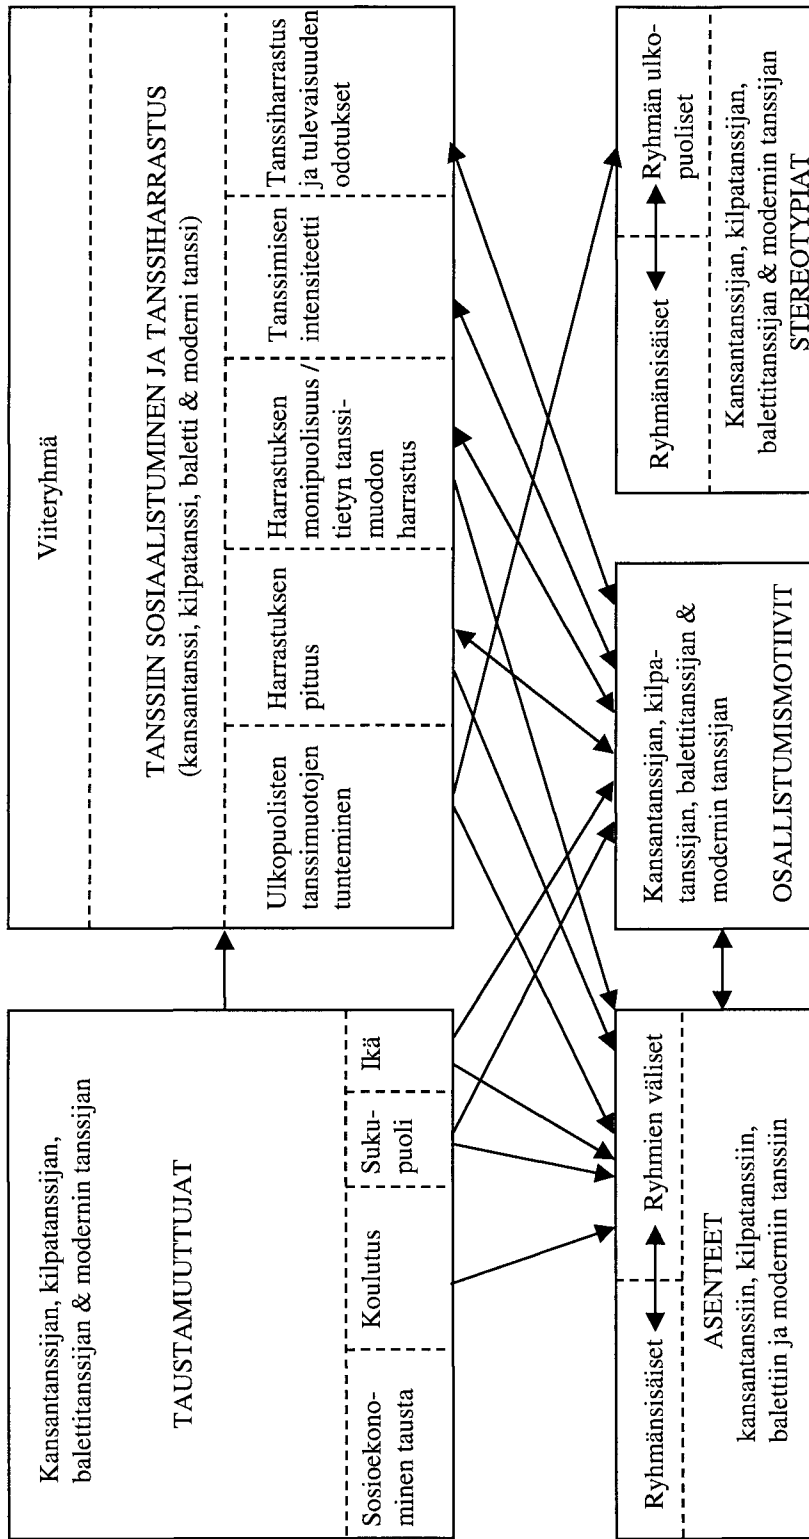 Kansantanssijan, kilpatanssijan,
balettitanssijan & modernin tanssijan
TAUSTAMUUTTUJAT
Sosioekono-
minen tausta
Koulutus
Suku-
puoli
Ikä
Viiteryhmä
TANSSIIN SOSIAALISTUMINEN JA TANSSIHARRASTUS
(kansantanssi, kilpatanssi, baletti & moderni tanssi)
Ulkopuolisten
tanssimuotojen
tunteminen
Harrastuksen
pituus
Harrastuksen
monipuolisuus /
tietyn tanssi-
muodon
harrastus
Tanssimisen
intensiteetti
Tanssiharrastus
ja tulevaisuuden
odotukset
Ryhmänsisäiset
Ryhmien väliset
ASENTEET
kansantanssiin, kilpatanssiin,
balettiin ja moderniin tanssiin
Kansantanssijan, kilpa-
tanssijan, balettitanssijan &
modernin tanssijan
OSALLISTUMISMOTIIVIT
Ryhmänsisäiset
Ryhmän ulko-
puoliset
Kansantanssijan, kilpatanssijan,
balettitanssijan & modernin tanssijan
STEREOTYPIAT